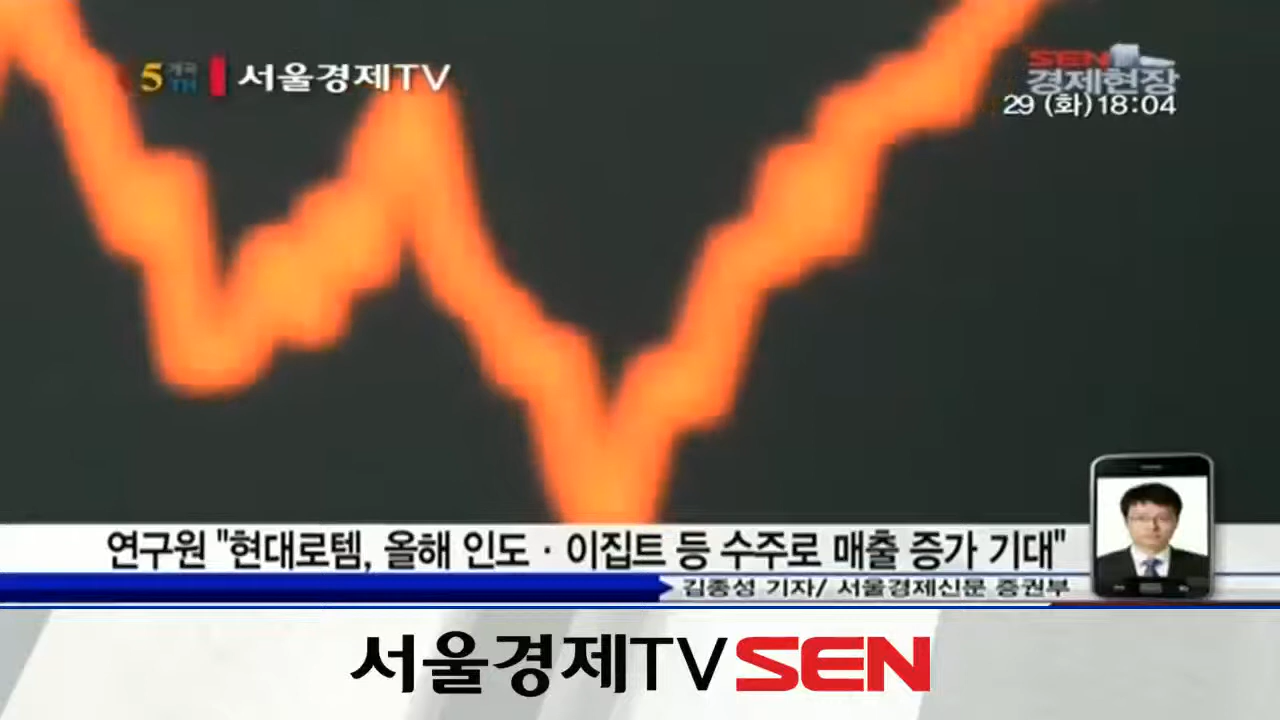 5 개국 TH 서울경제TV
SEN
경제현장
29 (화) 18:04
연구원 "현대로템, 올해 인도 · 이집트 등 수주로 매출 증가 기대"
김종성 기자/ 서울경제신문 증권부
서울경제TV SEN